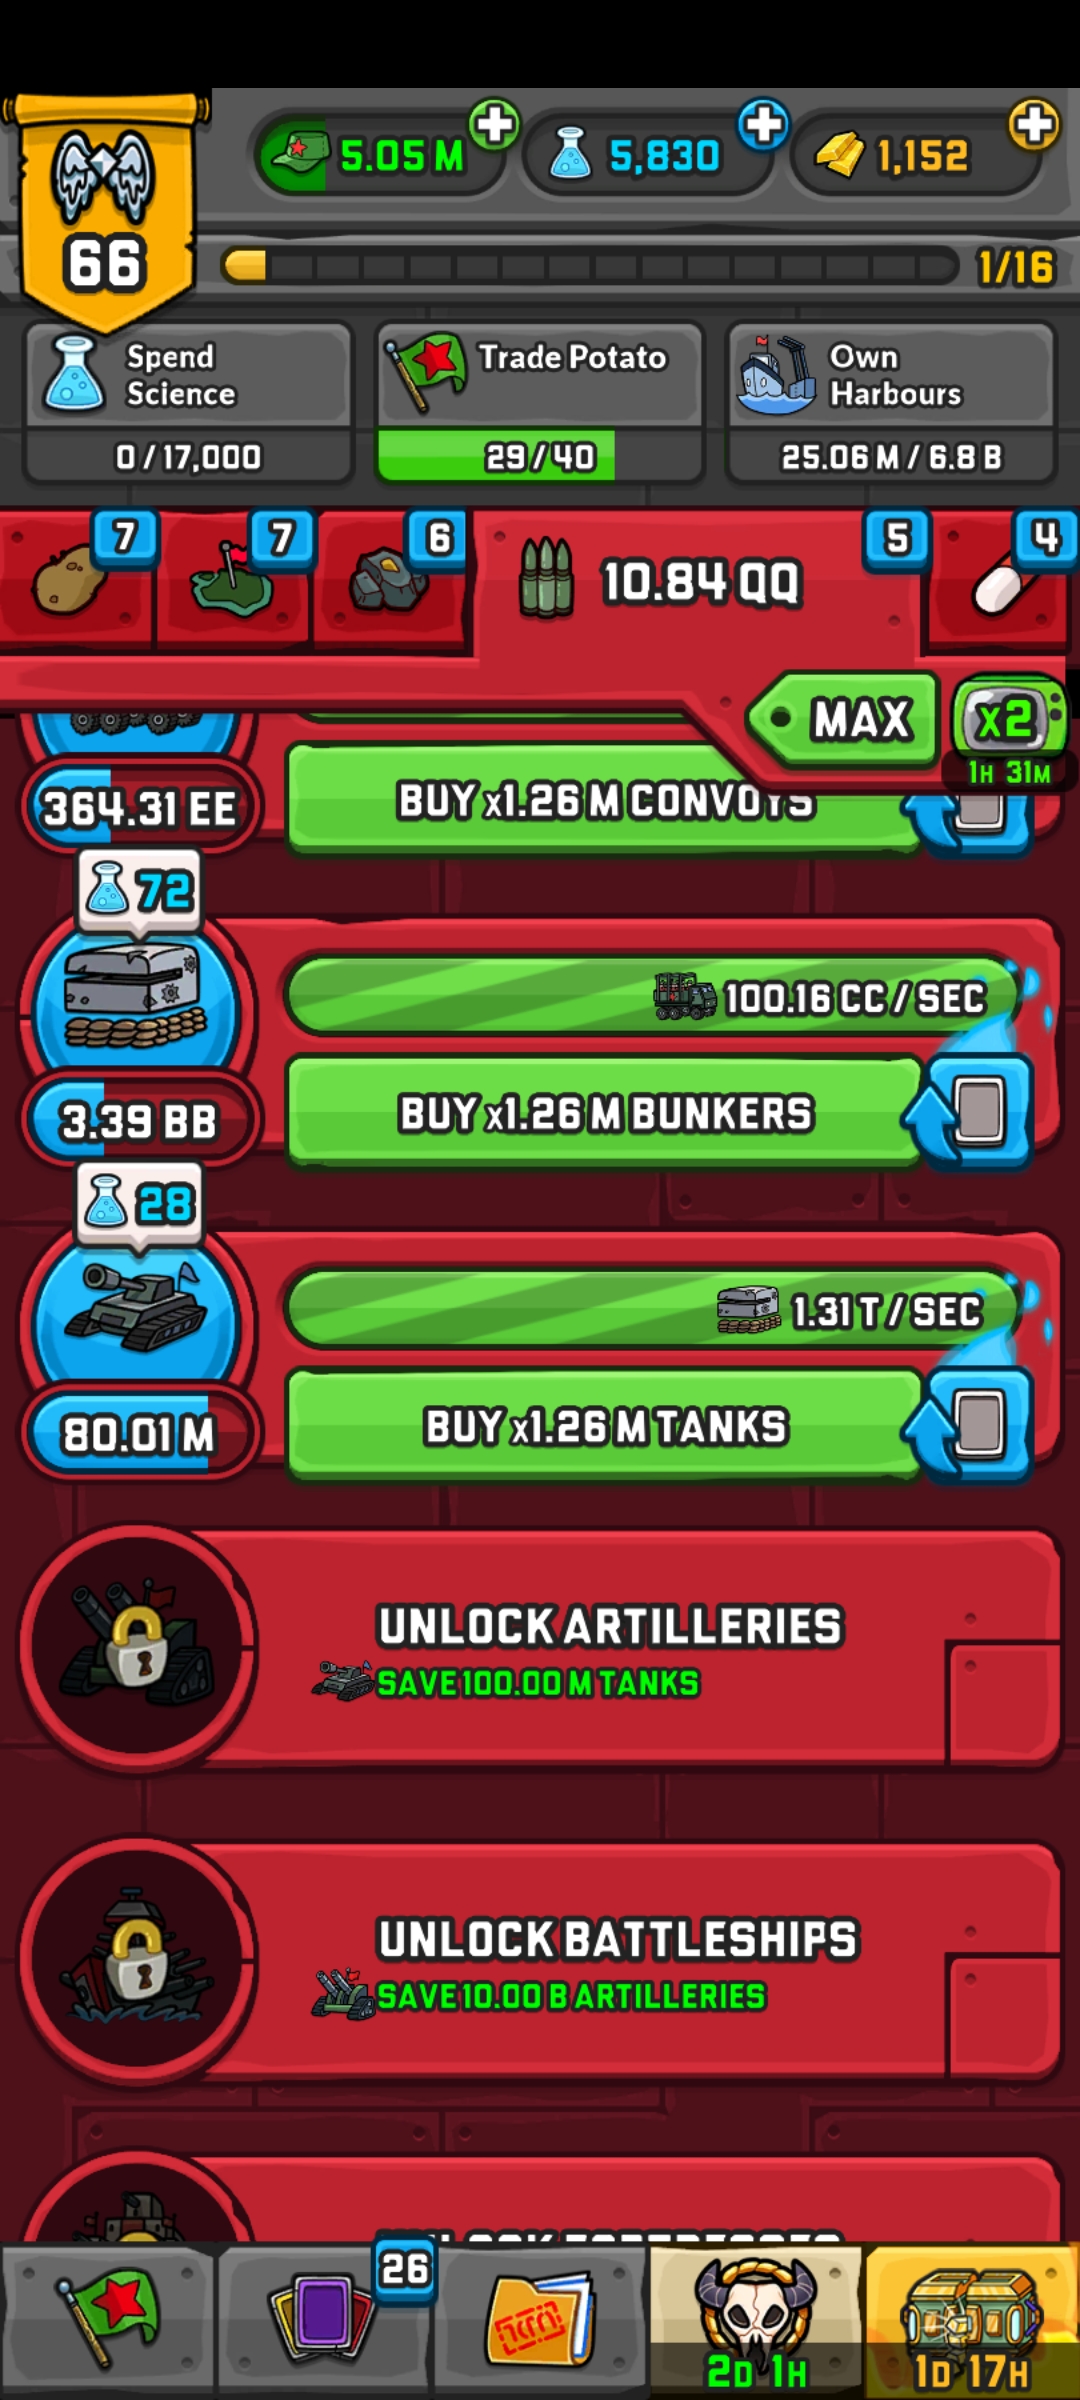 5.05 M
5,830
1,152
66
1/16
Spend
Science
0 / 17,000
Trade Potato
29 / 40
Own
Harbours
25.06 M / 6.8 B
7
7
6
10.84 QQ
5
4
MAX
x2
1H 31M
364.31 EE
BUY x1.26 M CONVOYS
72
100.16 CC / SEC
3.39 BB
BUY x1.26 M BUNKERS
28
1.31 T / SEC
80.01 M
BUY x1.26 M TANKS
UNLOCK ARTILLERIES
SAVE 100.00 M TANKS
UNLOCK BATTLESHIPS
SAVE 10.00 B ARTILLERIES
26
2D 1H
1D 17H